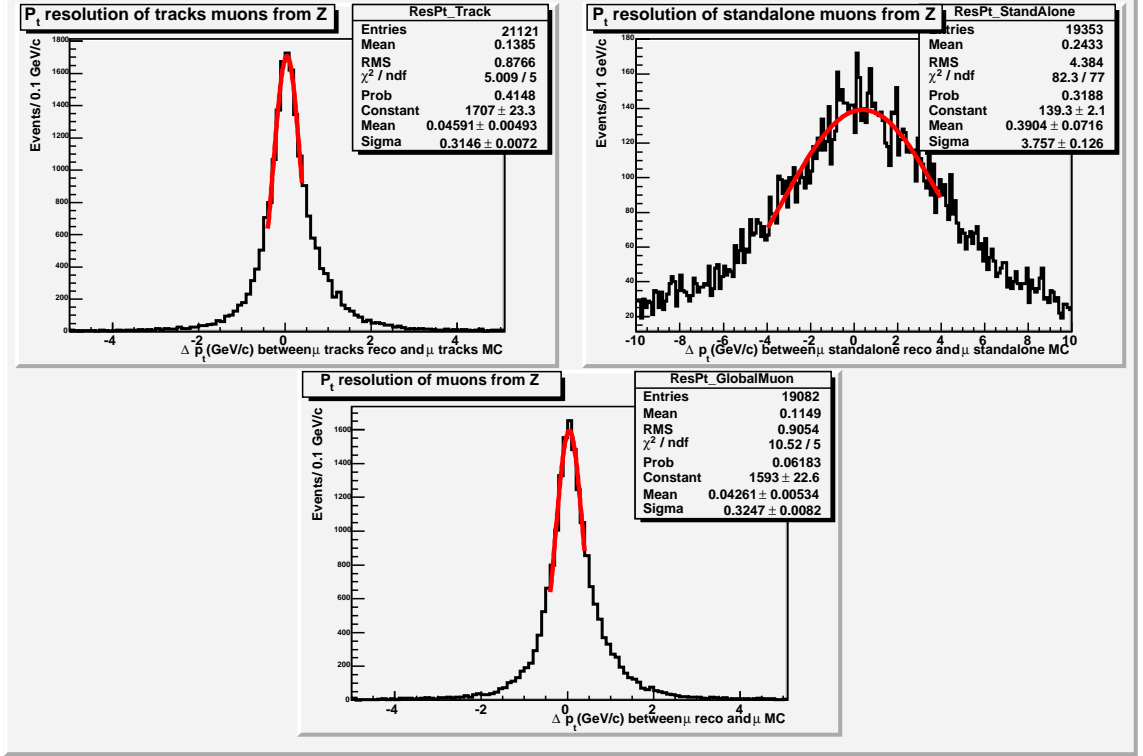 P_t resolution of tracks muons from Z
ResPt_Track
Entries 21121
Mean 0.1385
RMS 0.8766
χ² / ndf 5.009 / 5
Prob 0.4148
Constant 1707 ± 23.3
Mean 0.04591 ± 0.00493
Sigma 0.3146 ± 0.0072
Events/ 0.1 GeV/c
1800
1600
1400
1200
1000
800
600
400
200
0
-4 -2 0 2 4
Δ p_t(GeV/c) between μ tracks reco and μ tracks MC
P_t resolution of standalone muons from Z
ResPt_StandAlone
tries 19353
Mean 0.2433
RMS 4.384
χ² / ndf 82.3 / 77
Prob 0.3188
Constant 139.3 ± 2.1
Mean 0.3904 ± 0.0716
Sigma 3.757 ± 0.126
Events/0.1 GeV/c
180
160
140
120
100
80
60
40
20
-10 -8 -6 -4 -2 0 2 4 6 8 10
Δ p_t(GeV/c) between μ standalone reco and μ standalone MC
P_t resolution of muons from Z
ResPt_GlobalMuon
Entries 19082
Mean 0.1149
RMS 0.9054
χ² / ndf 10.52 / 5
Prob 0.06183
Constant 1593 ± 22.6
Mean 0.04261 ± 0.00534
Sigma 0.3247 ± 0.0082
Events/ 0.1 GeV/c
1600
1400
1200
1000
800
600
400
200
0
-4 -2 0 2 4
Δ p_t(GeV/c) between μ reco and μ MC